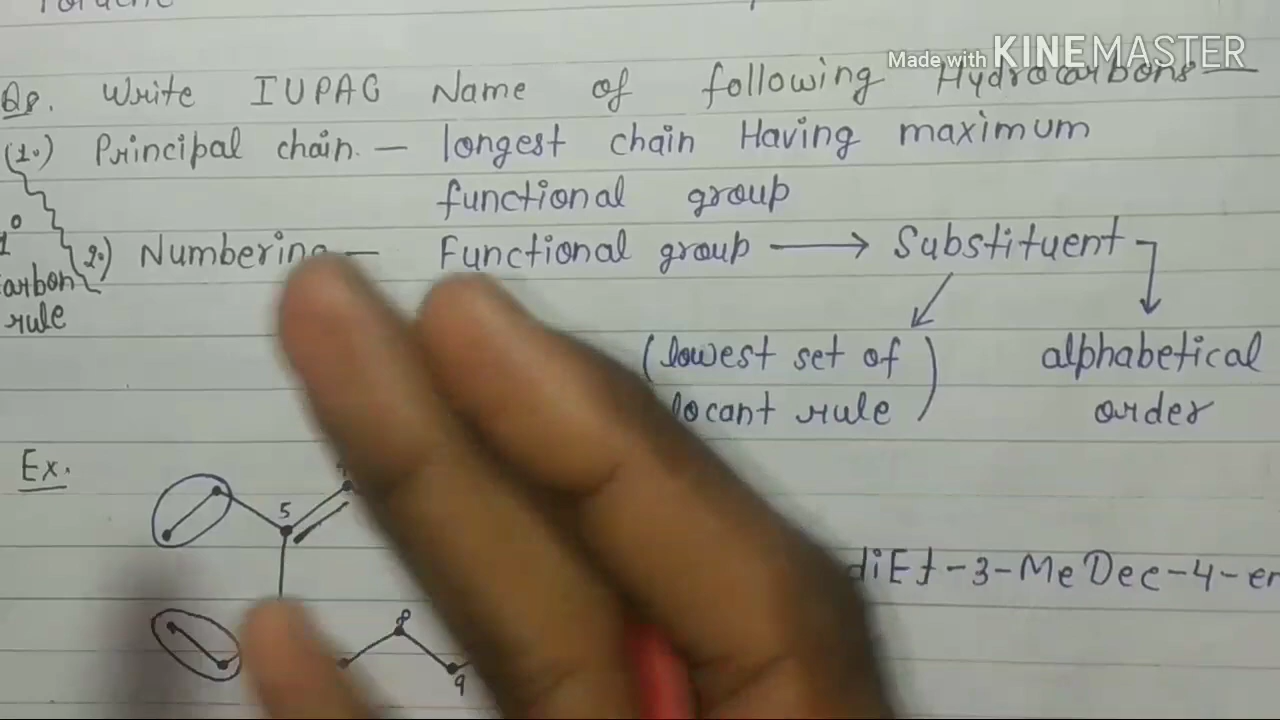 Made with KINEMASTER
Q8. Write IUPAC Name of following Hydrocarbons —
(1.) Principal chain. — longest chain Having maximum
functional group
2.) Numbering — Functional group → Substituent
1°
carbon
rule
(lowest set of
locant rule)
alphabetical
order
Ex.
5
diEt-3-MeDec-4-en
8
9